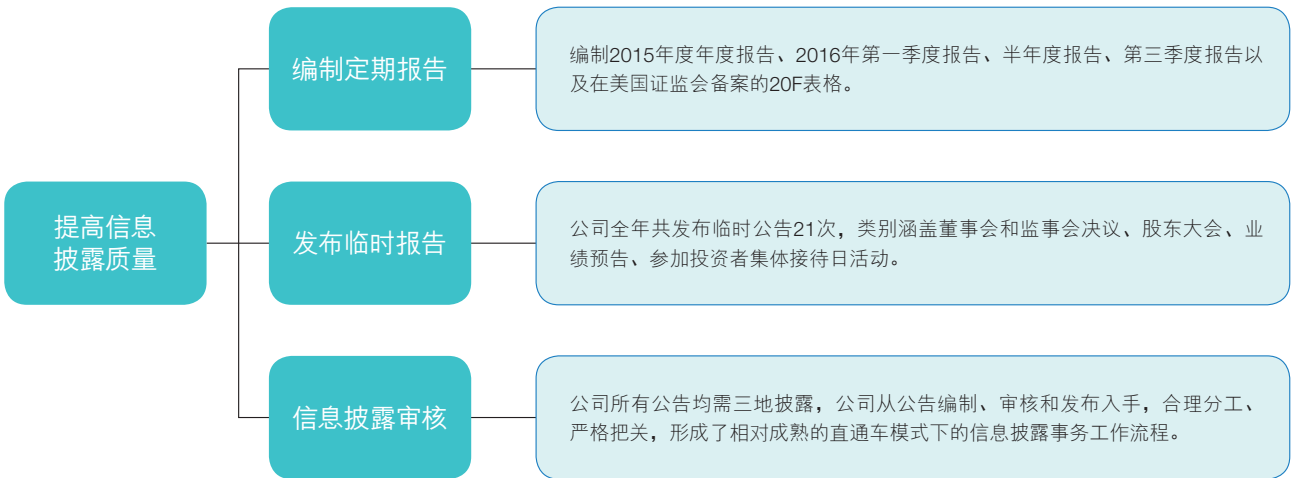 提高信息
披露质量
编制定期报告
编制2015年度年度报告、2016年第一季度报告、半年度报告、第三季度报告以
及在美国证监会备案的20F表格。
发布临时报告
公司全年共发布临时公告21次，类别涵盖董事会和监事会决议、股东大会、业
绩预告、参加投资者集体接待日活动。
信息披露审核
公司所有公告均需三地披露，公司从公告编制、审核和发布入手，合理分工、
严格把关，形成了相对成熟的直通车模式下的信息披露事务工作流程。